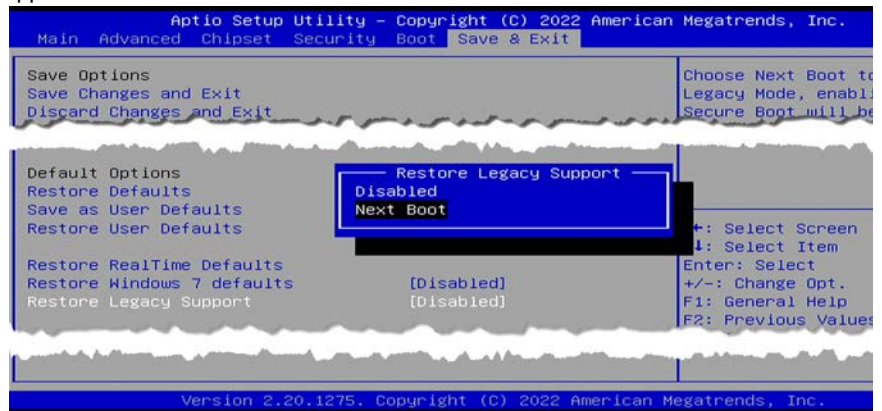 Aptio Setup Utility – Copyright (C) 2022 American Megatrends, Inc.
Main Advanced Chipset Security Boot Save & Exit
Save Options
Save Changes and Exit
Discard Changes and Exit
Choose Next Boot to
Legacy Mode, enabli
Secure Boot will be
Default Options
Restore Defaults
Save as User Defaults
Restore User Defaults
Restore RealTime Defaults
Restore Windows 7 defaults [Disabled]
Restore Legacy Support [Disabled]
Restore Legacy Support
Disabled
Next Boot
: Select Screen
: Select Item
Enter: Select
+/-: Change Opt.
F1: General Help
F2: Previous Values
Version 2.20.1275. Copyright (C) 2022 American Megatrends, Inc.